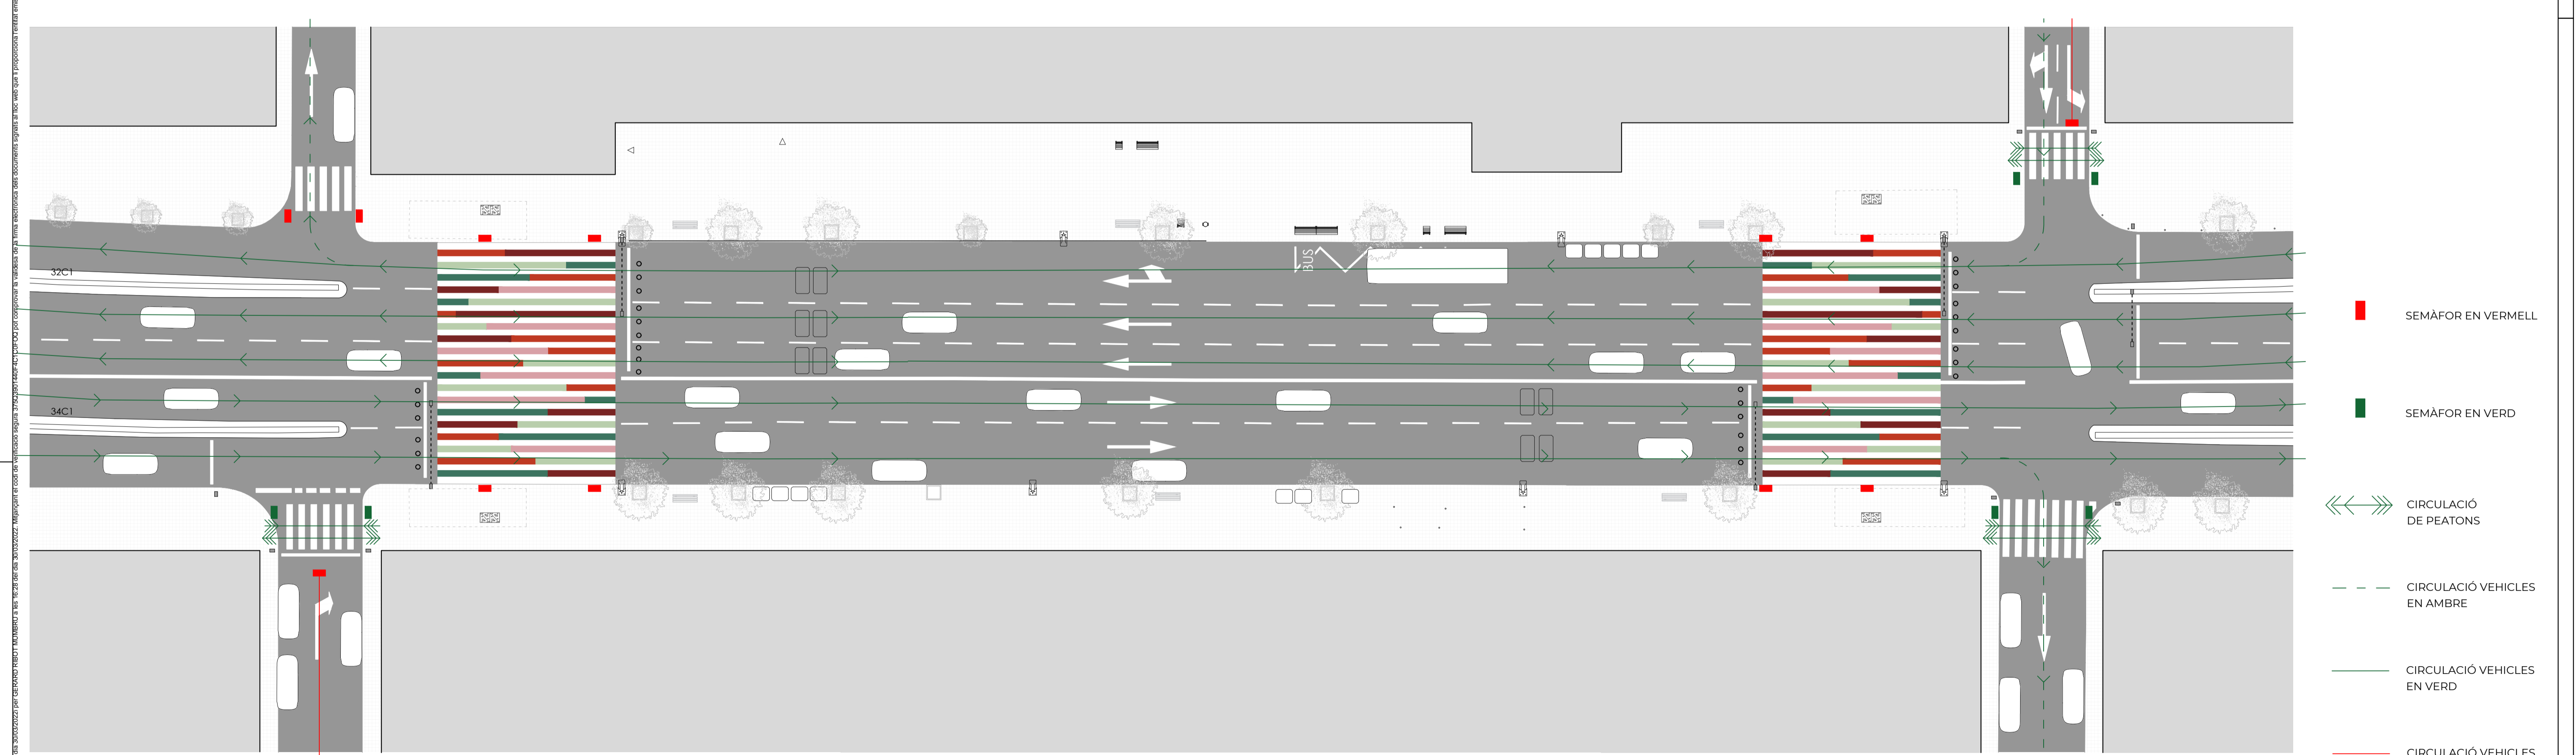 32C1
34C1
BUS
SEMÀFOR EN VERMELL
SEMÀFOR EN VERD
CIRCULACIÓ
DE PEATONS
CIRCULACIÓ VEHICLES
EN AMBRE
CIRCULACIÓ VEHICLES
EN VERD
CIRCULACIÓ VEHICLES